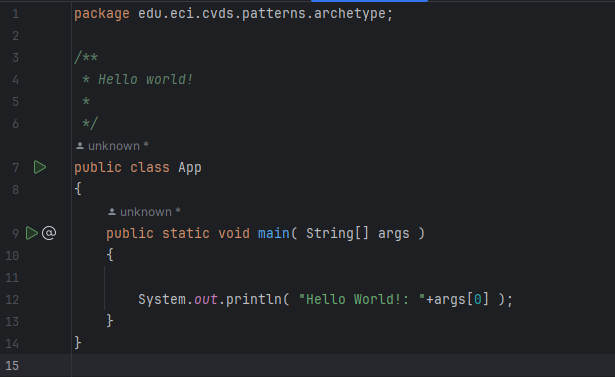 1 package edu.eci.cvds.patterns.archetype;
2
3 /**
4 * Hello world!
5 *
6 */
unknown *
7 public class App
8 {
unknown *
9 @ public static void main( String[] args )
10 {
11
12 System.out.println( "Hello World!: "+args[0] );
13 }
14 }
15